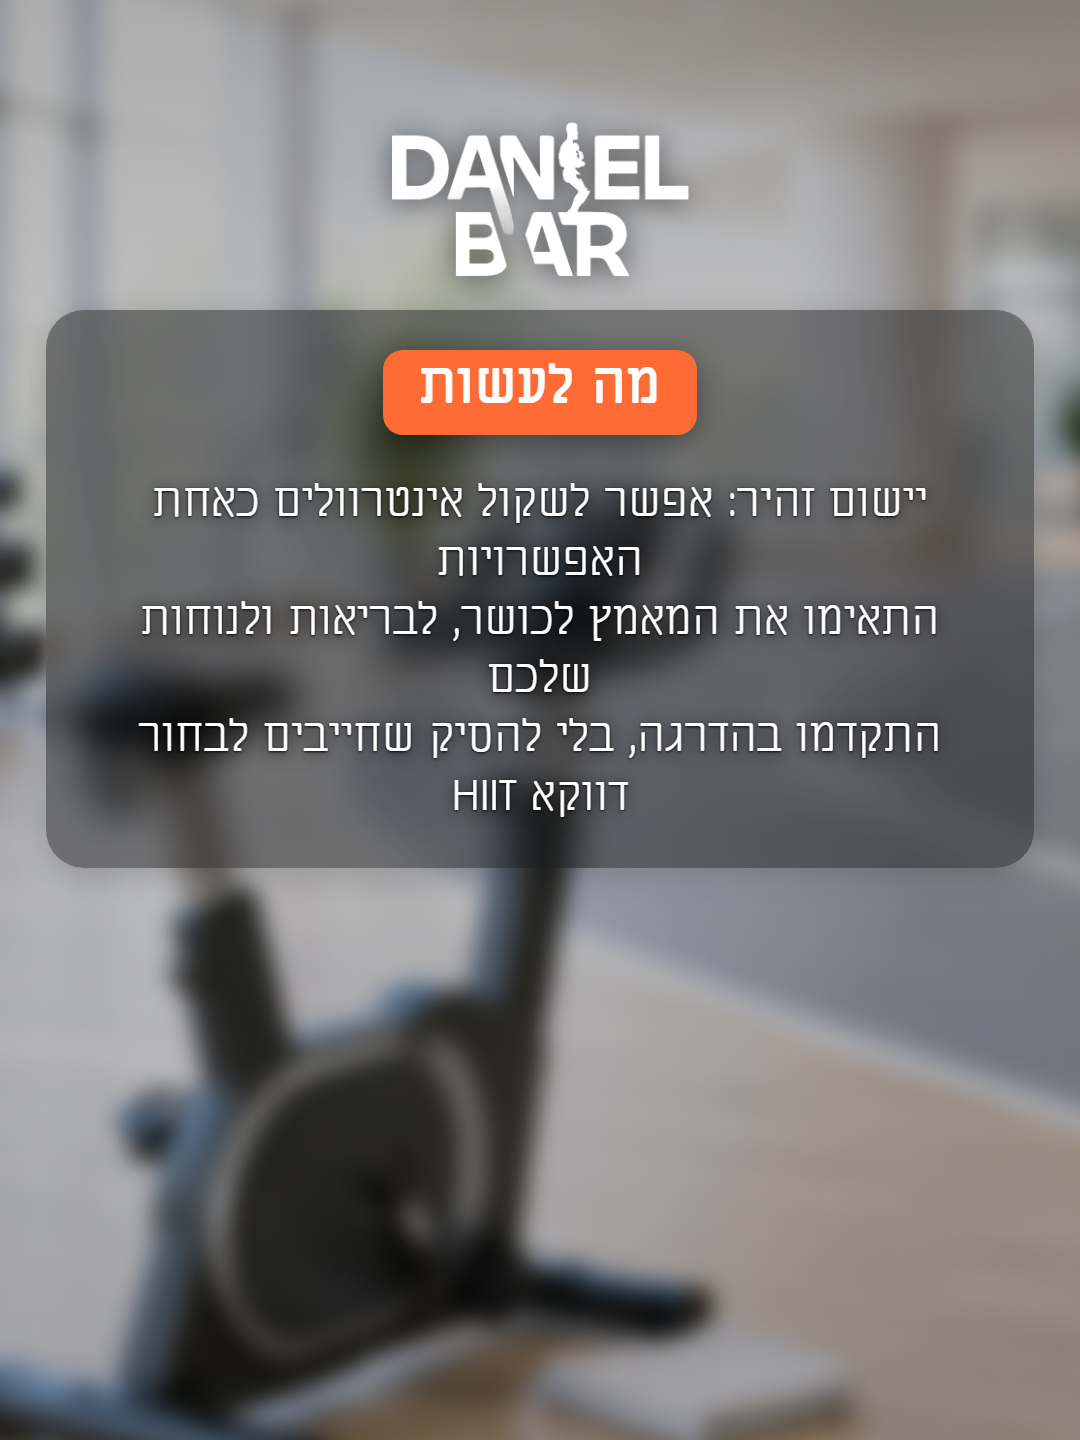 DANIEL
BAR
מה לעשות
יישום זהיר: אפשר לשקול אינטרוולים כאחת
האפשרויות
התאימו את המאמץ לכושר, לבריאות ולנוחות
שלכם
התקדמו בהדרגה, בלי להסיק שחייבים לבחור
דווקא HIIT